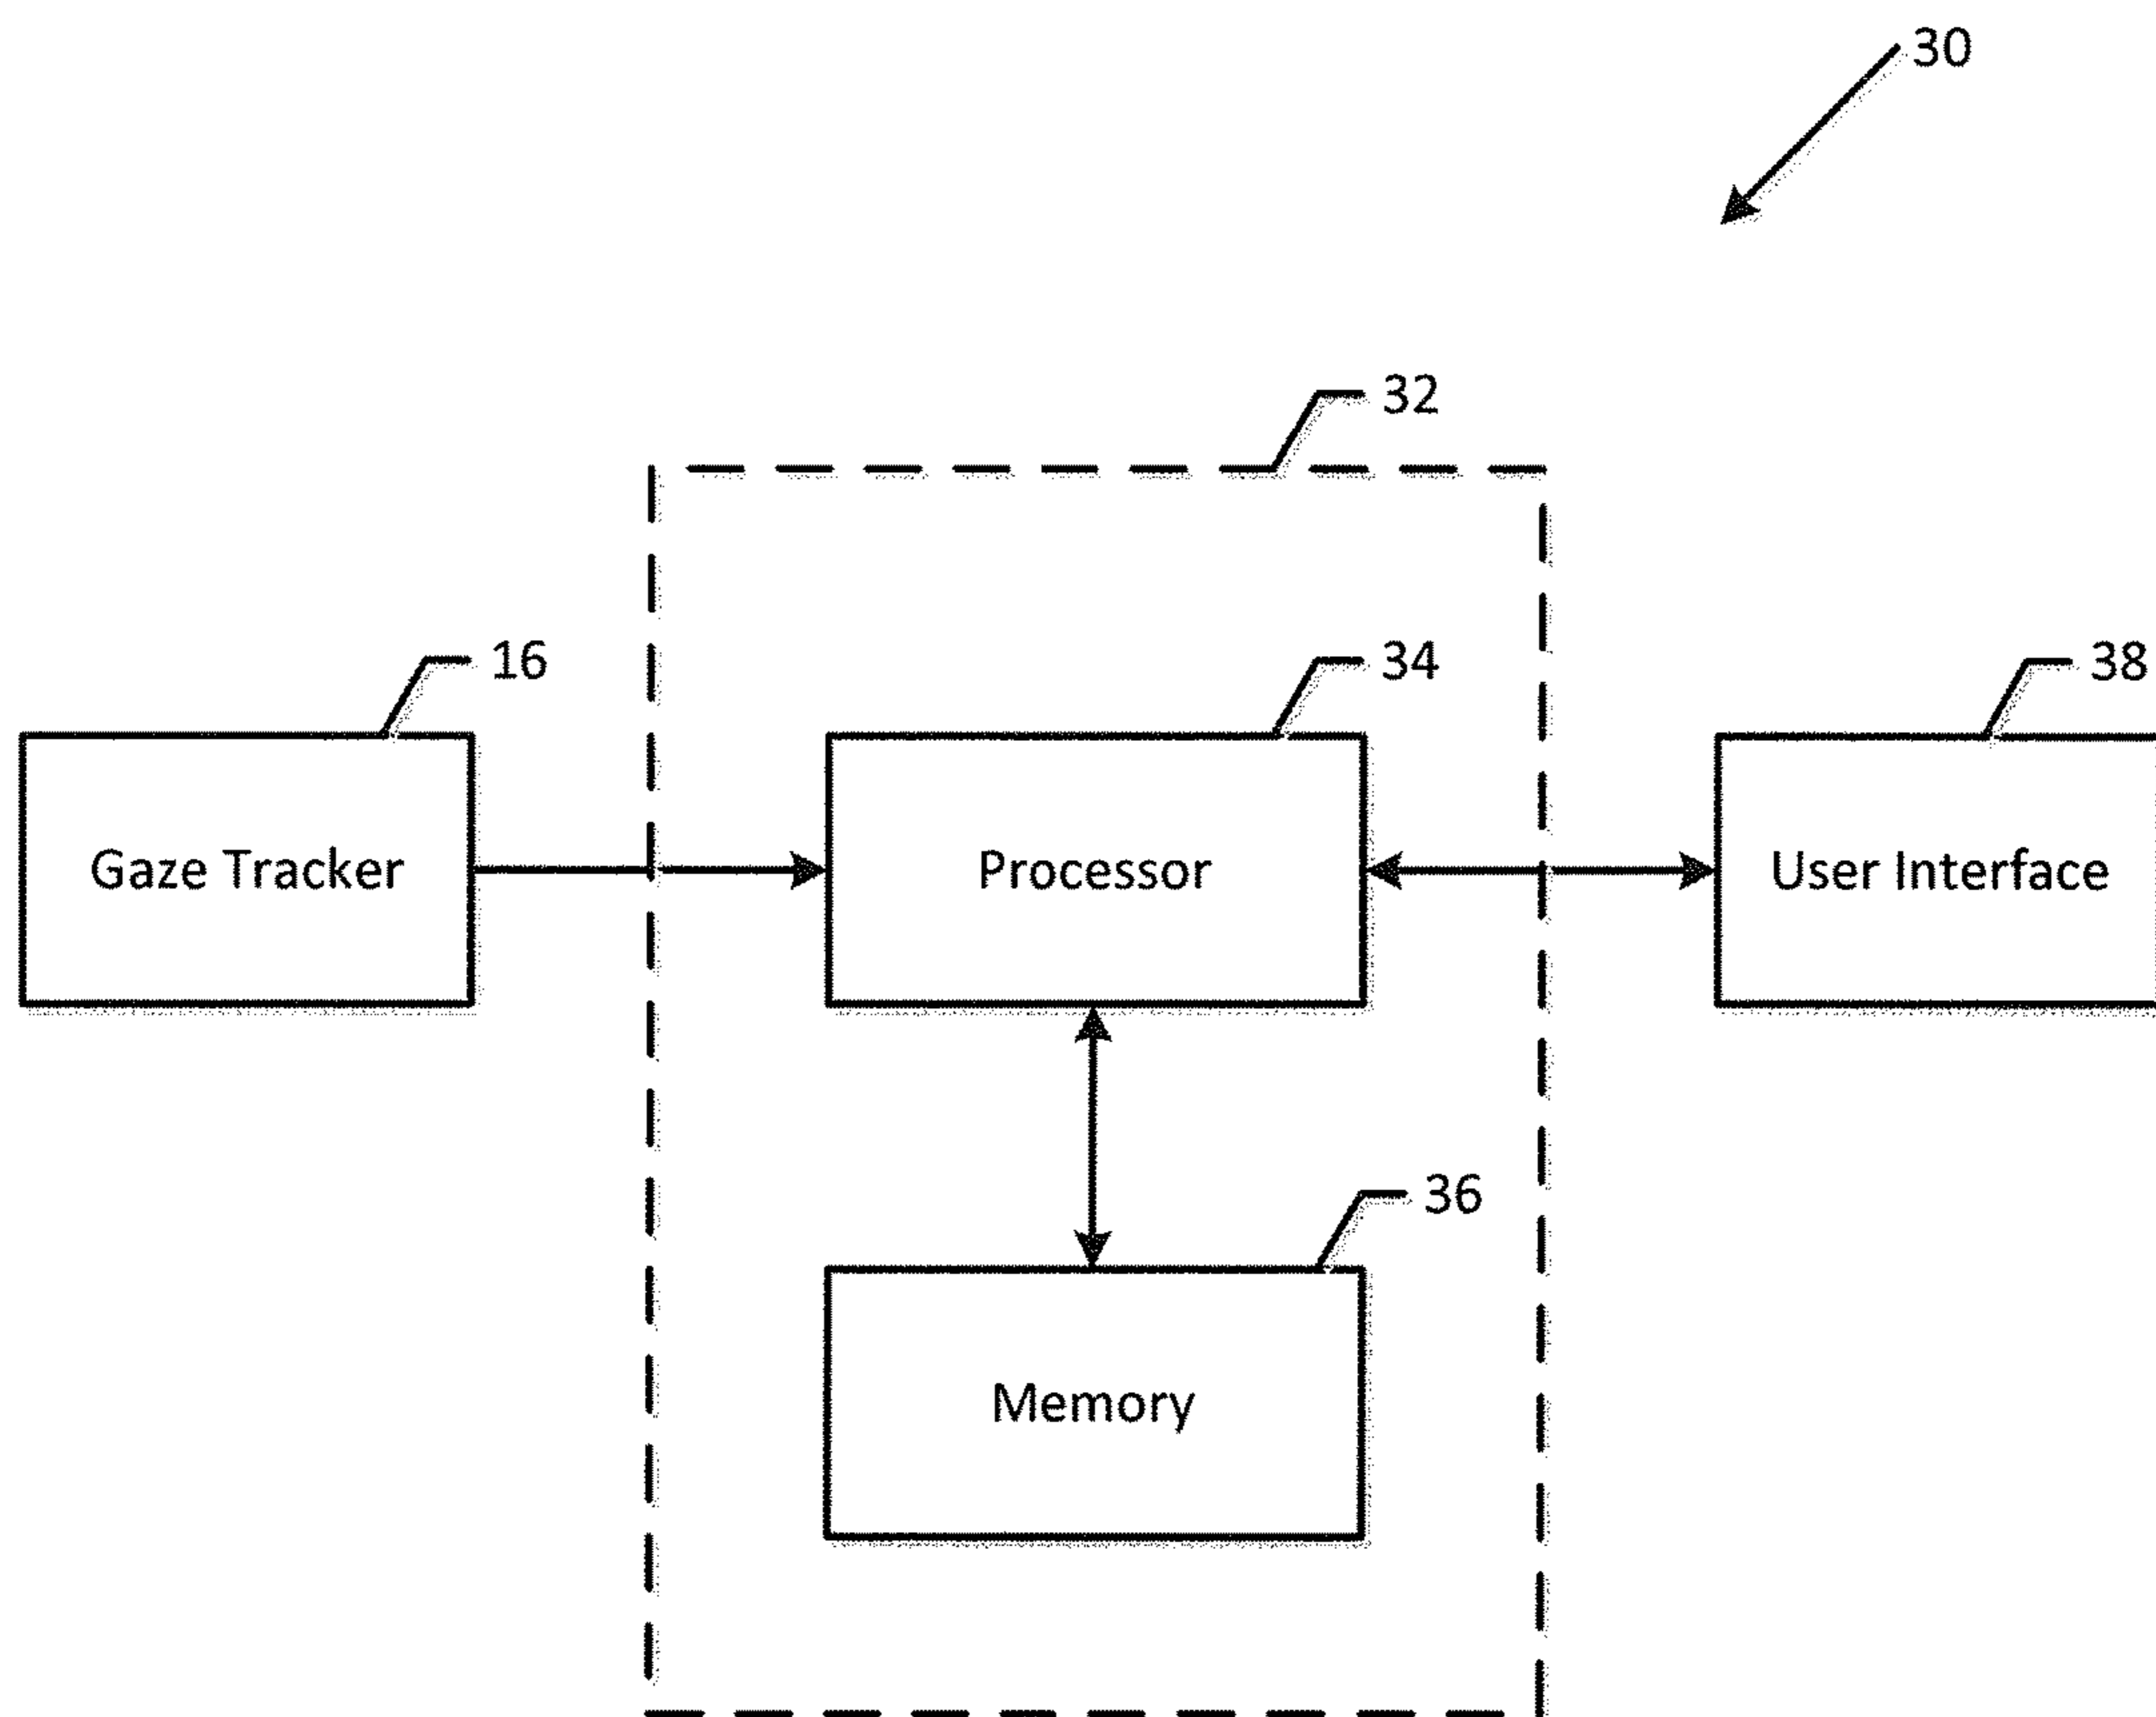 30
32
16
34
38
Gaze Tracker
Processor
User Interface
36
Memory